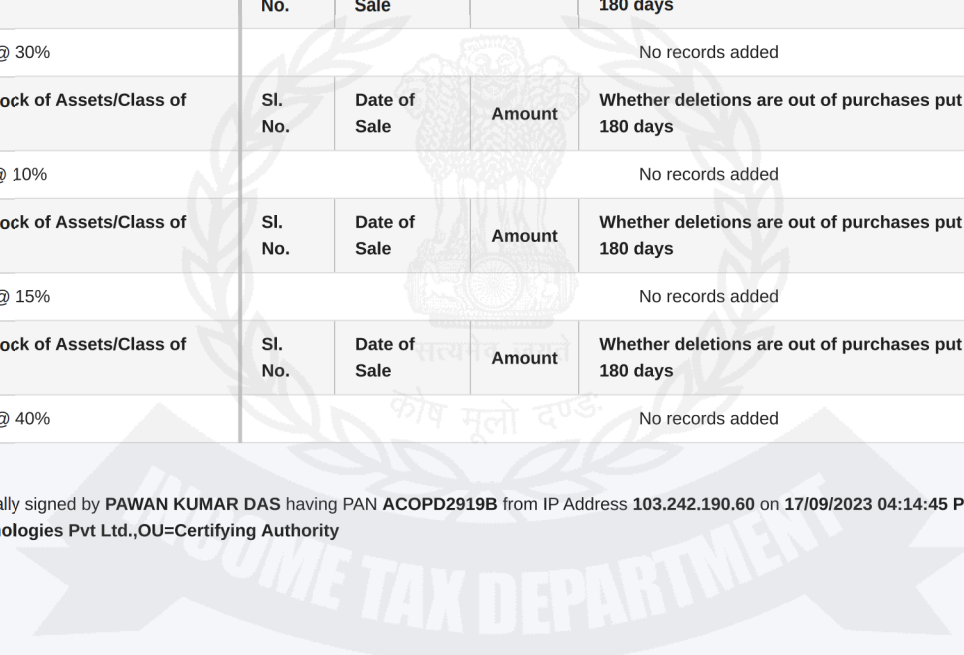 No. Sale 180 days
@ 30% No records added
ock of Assets/Class of Sl. No. Date of Sale Amount Whether deletions are out of purchases put 180 days
@ 10% No records added
ock of Assets/Class of Sl. No. Date of Sale Amount Whether deletions are out of purchases put 180 days
@ 15% No records added
ock of Assets/Class of Sl. No. Date of Sale Amount Whether deletions are out of purchases put 180 days
@ 40% No records added
सत्यमेव जयते
कोष मूलो दण्डः
ally signed by PAWAN KUMAR DAS having PAN ACOPD2919B from IP Address 103.242.190.60 on 17/09/2023 04:14:45 P
nologies Pvt Ltd.,OU=Certifying Authority
INCOME TAX DEPARTMENT